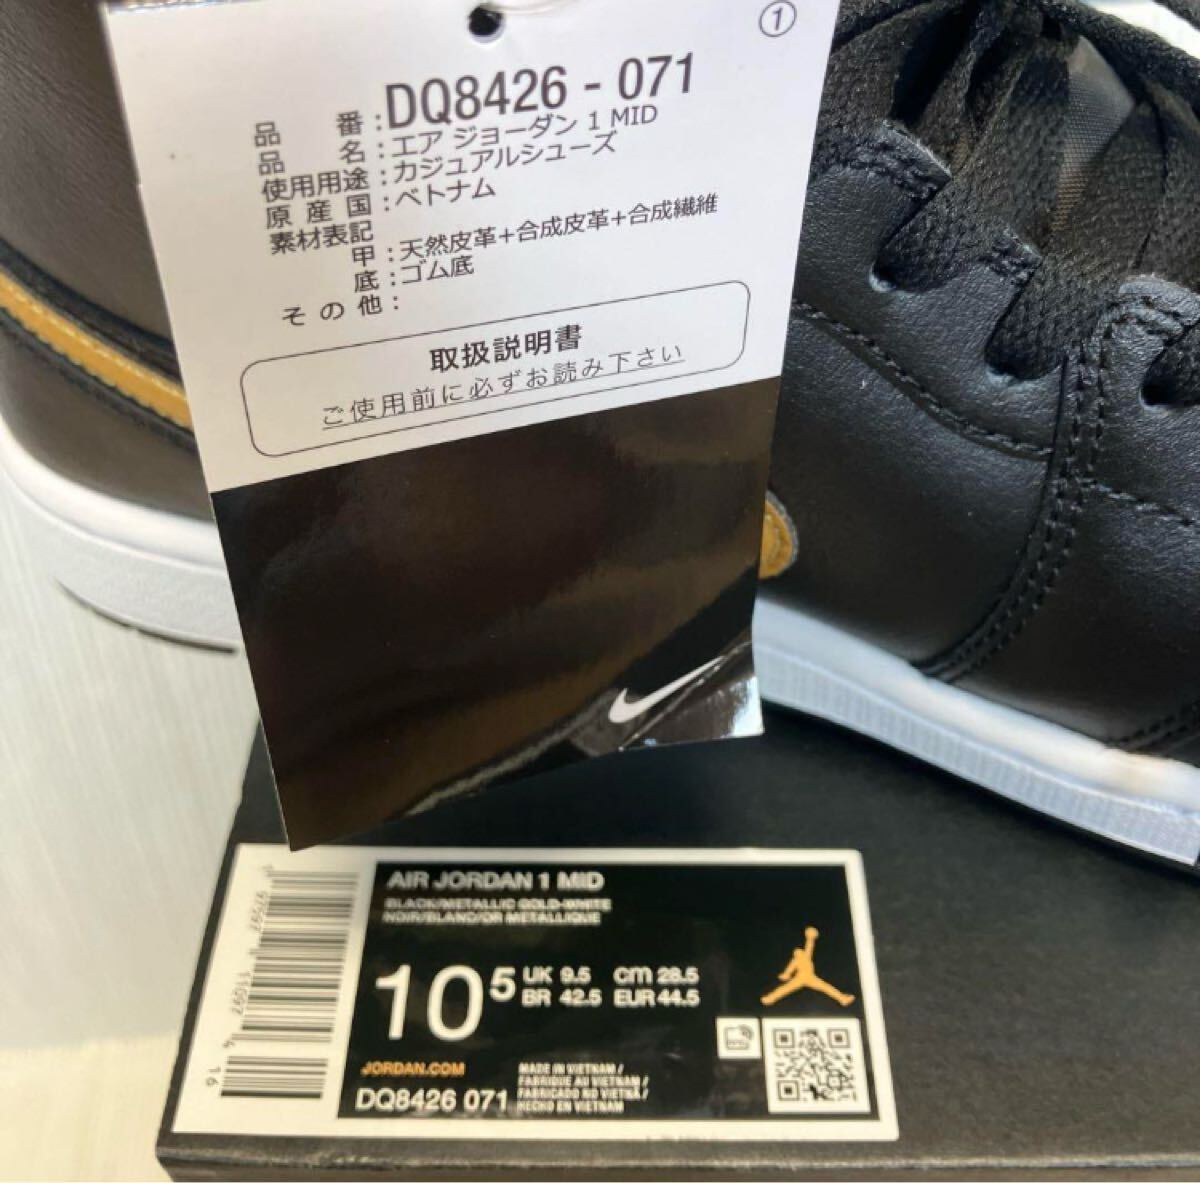 ①
品番:DQ8426-071
品名:エア ジョーダン 1 MID
使用用途:カジュアルシューズ
原産国:ベトナム
素材表記
甲:天然皮革+合成皮革+合成繊維
底:ゴム底
その他:
取扱説明書
ご使用前に必ずお読み下さい
AIR JORDAN 1 MID
BLACK/METALLIC GOLD-WHITE
NOIR/BLANC/OR METALLIQUE
10⁵ UK 9.5 CM 28.5
BR 42.5 EUR 44.5
JORDAN.COM
DQ8426 071
MADE IN VIETNAM /
FABRIQUE AU VIETNAM /
FABRICADO NO VIETNÃ /
HECHO EN VIETNAM